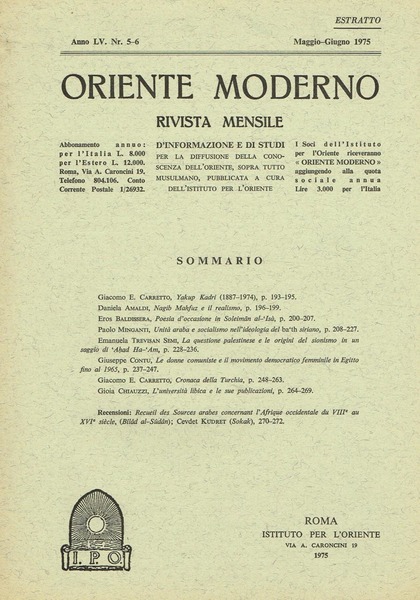 ESTRATTO
Anno LV. Nr. 5-6
Maggio-Giugno 1975
ORIENTE MODERNO
RIVISTA MENSILE
Abbonamento annuo:
per l'Italia L. 8.000
per l'Estero L. 12.000.
Roma, Via A. Caroncini 19.
Telefono 804.106. Conto
Corrente Postale 1/26932.
D'INFORMAZIONE E DI STUDI
PER LA DIFFUSIONE DELLA CONO-
SCENZA DELL'ORIENTE, SOPRA TUTTO
MUSULMANO, PUBBLICATA A CURA
DELL'ISTITUTO PER L'ORIENTE
I Soci dell'Istituto
per l'Oriente riceveranno
« ORIENTE MODERNO »
aggiungendo alla quota
sociale annua
Lire 3.000 per l'Italia
SOMMARIO
Giacomo E. CARRETTO, Yakup Kadri (1887-1974), p. 193-195.
Daniela AMALDI, Nagib Makfuz e il realismo, p. 196-199.
Eros BALDISSERA, Poesia d'occasione in Soleimân al-'Isà, p. 200-207.
Paolo MINGANTI, Unità araba e socialismo nell'ideologia del ba'th siriano, p. 208-227.
Emanuela TREVISAN SEMI, La questione palestinese e le origini del sionismo in un
saggio di 'Ahad Ha-'Am, p. 228-236.
Giuseppe CONTU, Le donne comuniste e il movimento democratico femminile in Egitto
fino al 1965, p. 237-247.
Giacomo E. CARRETTO, Cronaca della Turchia, p. 248-263.
Gioia CHIAUZZI, L'università libica e le sue publicazioni, p. 264-269.
Recensioni: Recueil des Sources arabes concernant l'Afrique occidentale du VIIIe au
XVIe siècle, (Bilâd al-Sûdân); Cevdet KUDRET (Sokak), 270-272.
I.P.O.
ROMA
ISTITUTO PER L'ORIENTE
VIA A. CARONCINI 19
1975